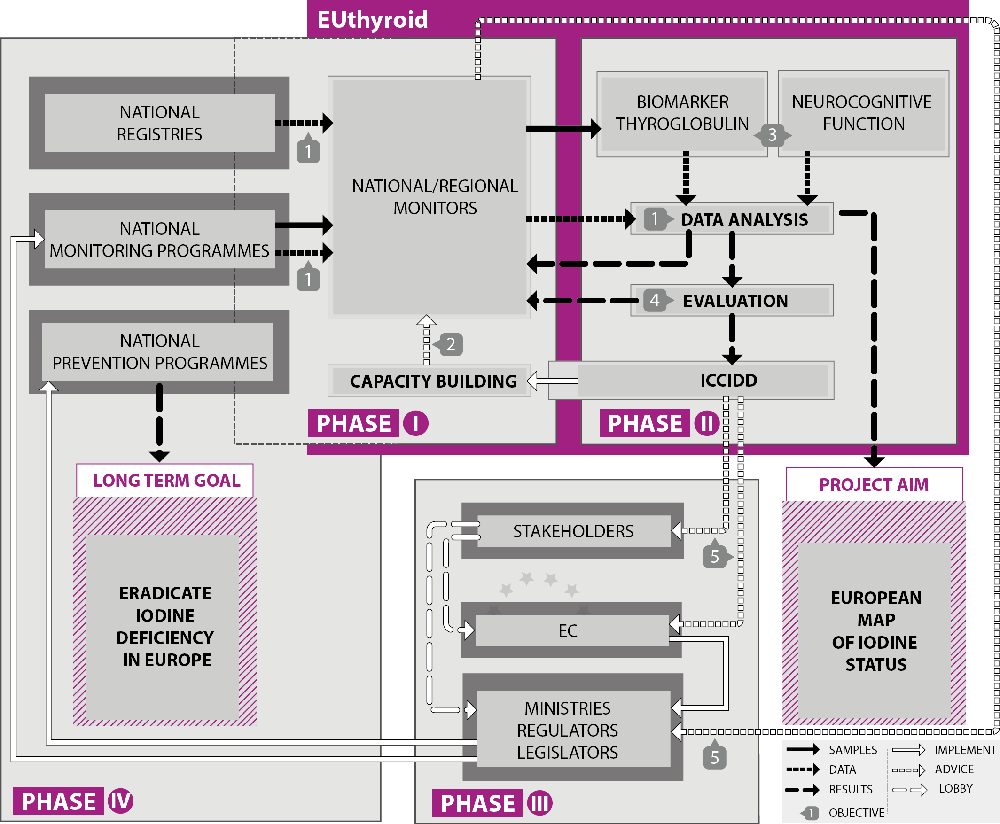 EUthyroid
NATIONAL
REGISTRIES
1
NATIONAL
MONITORING PROGRAMMES
1
NATIONAL
PREVENTION PROGRAMMES
NATIONAL/REGIONAL
MONITORS
2
CAPACITY BUILDING
PHASE I
BIOMARKER
THYROGLOBULIN
3
NEUROCOGNITIVE
FUNCTION
1 DATA ANALYSIS
4 EVALUATION
ICCIDD
PHASE II
LONG TERM GOAL
ERADICATE
IODINE
DEFICIENCY
IN EUROPE
PHASE IV
STAKEHOLDERS
5
EC
MINISTRIES
REGULATORS
LEGISLATORS
5
PHASE III
PROJECT AIM
EUROPEAN
MAP
OF IODINE
STATUS
SAMPLES
DATA
RESULTS
1 OBJECTIVE
IMPLEMENT
ADVICE
LOBBY